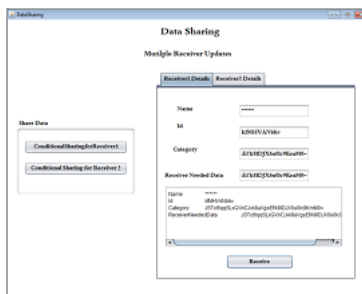 DataSharing
Data Sharing
Mutilple Receiver Updates
Receiver1 Details
Receiver2 Details
Name
******
Id
Category
Share Data
ConditionalSharingforReceiver1
Conditional Sharing for Receiver 2
Receiver Needed Data
Name ******
Id
Category
ReceiverNeededData
Receive